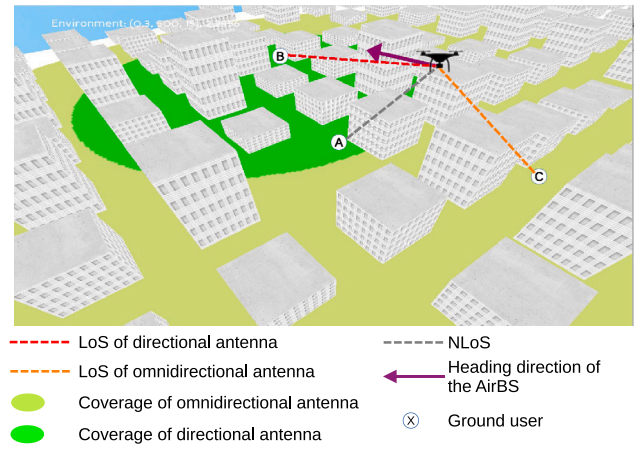 Environment: (0.3, 500, 15)
B
A
C
LoS of directional antenna
LoS of omnidirectional antenna
Coverage of omnidirectional antenna
Coverage of directional antenna
NLoS
Heading direction of
the AirBS
X Ground user